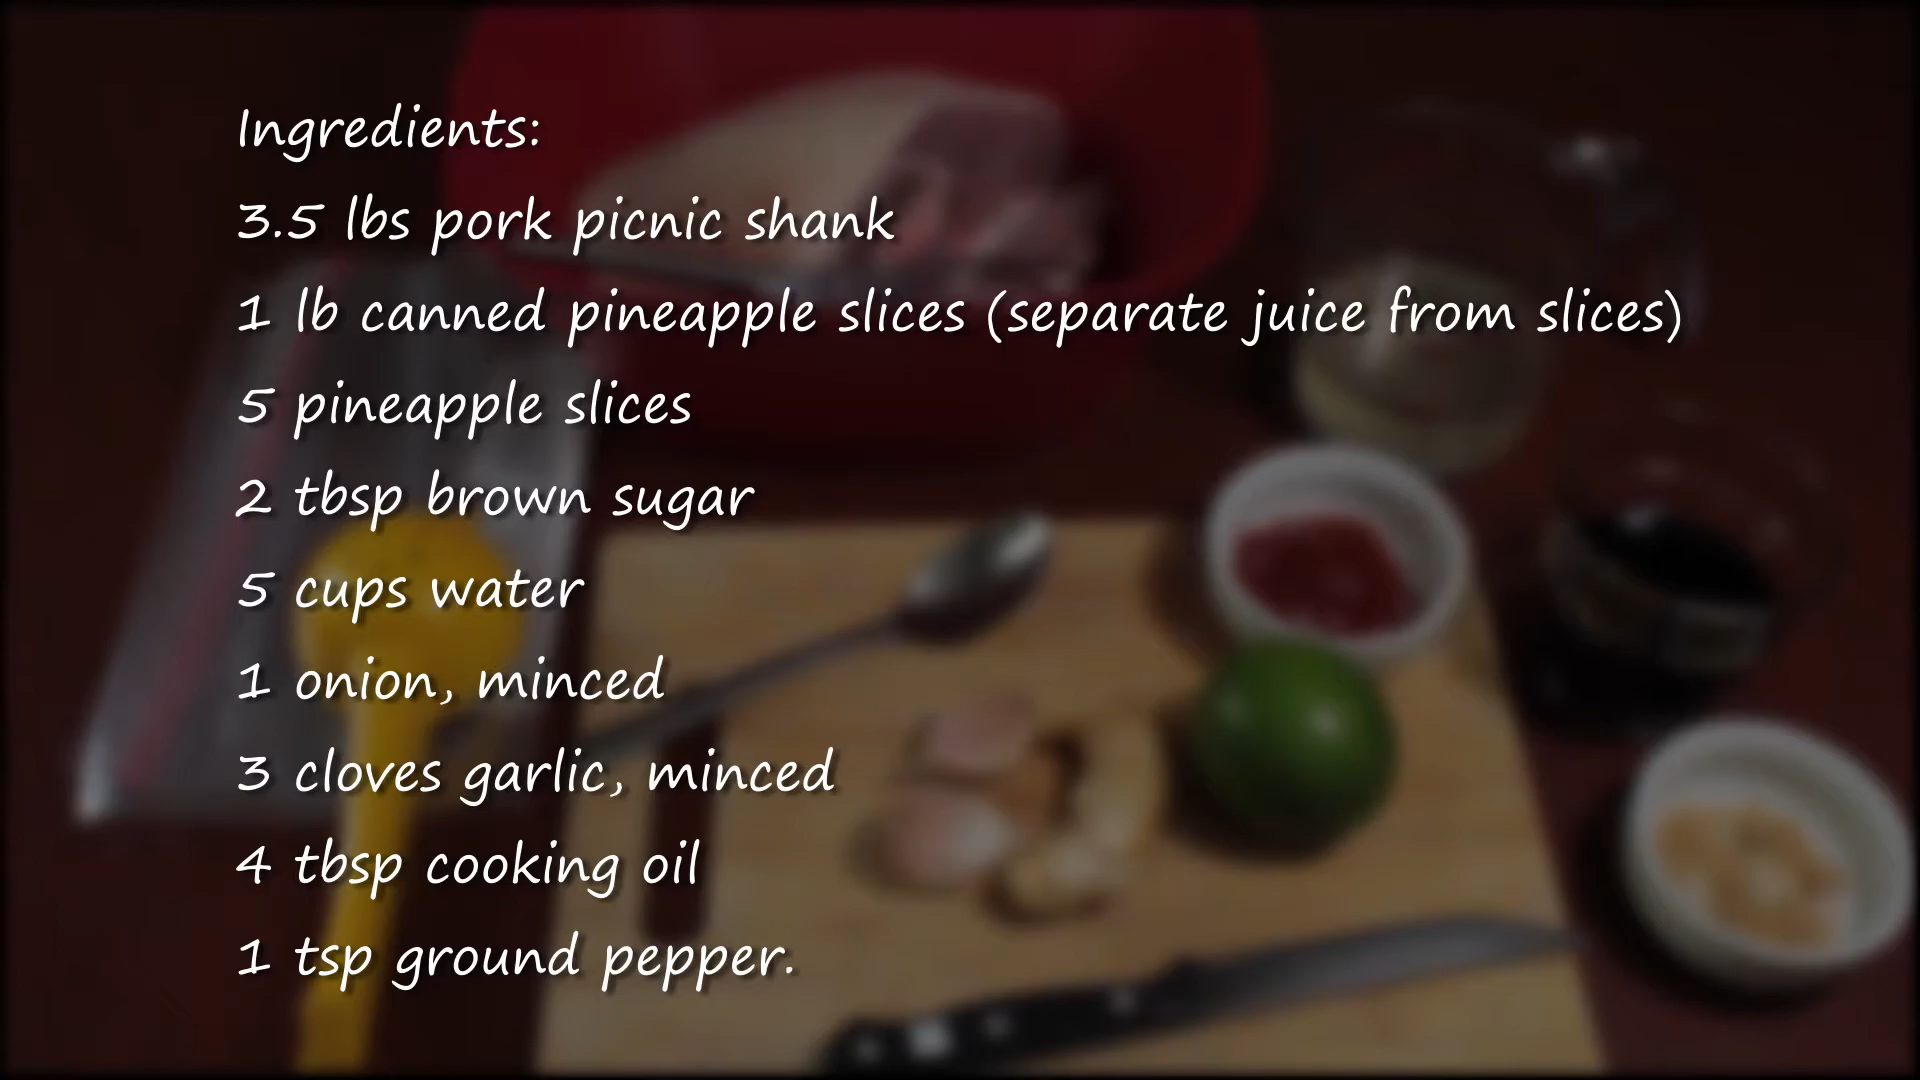 Ingredients:
3.5 lbs pork picnic shank
1 lb canned pineapple slices (separate juice from slices)
5 pineapple slices
2 tbsp brown sugar
5 cups water
1 onion, minced
3 cloves garlic, minced
4 tbsp cooking oil
1 tsp ground pepper.